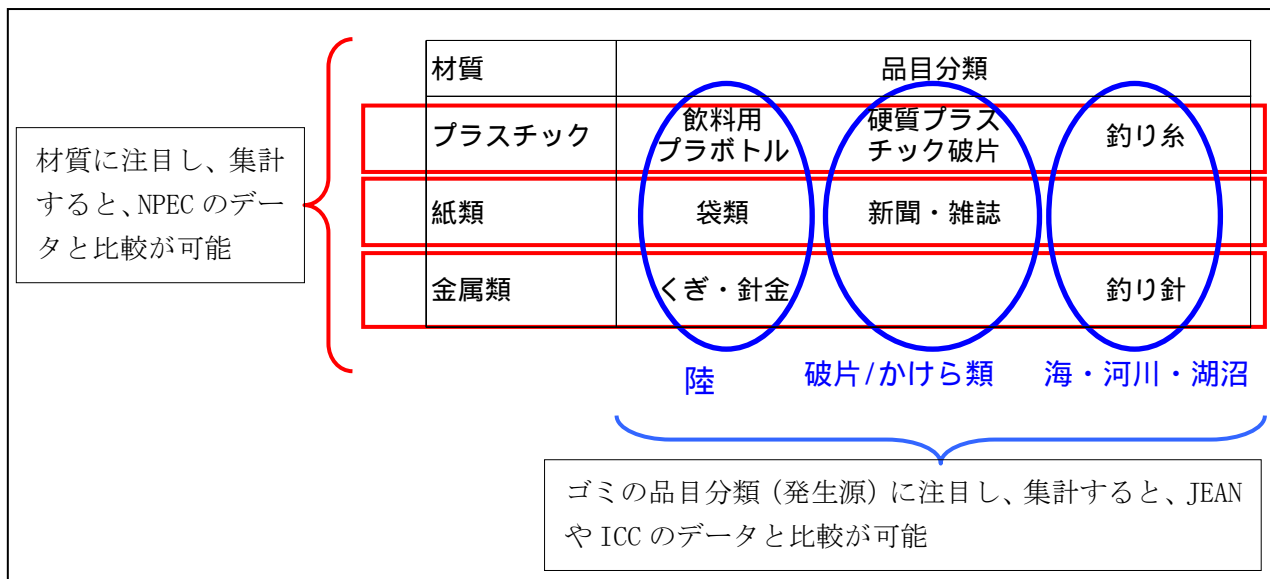 材質に注目し、集計
すると、NPECのデー
タと比較が可能
材質 品目分類
プラスチック 飲料用 硬質プラス 釣り糸
プラボトル チック破片
紙類 袋類 新聞・雑誌
金属類 くぎ・針金 釣り針
陸 破片/かけら類 海・河川・湖沼
ゴミの品目分類（発生源）に注目し、集計すると、JEAN
や ICC のデータと比較が可能